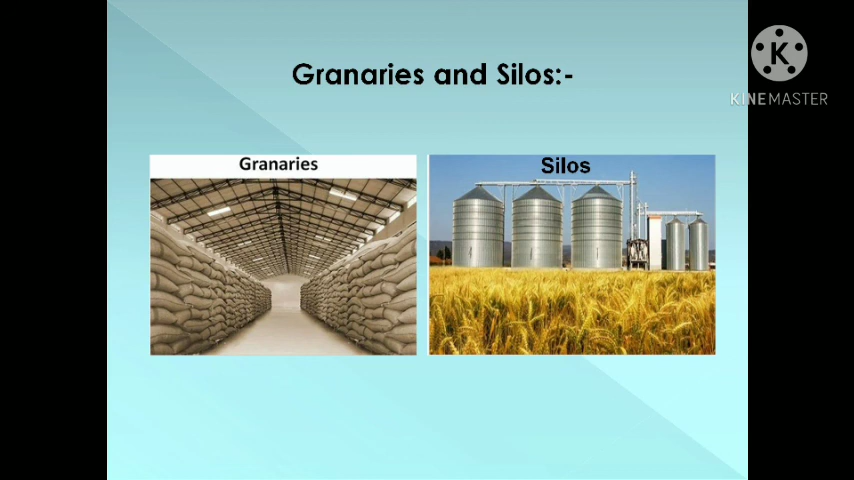 K
KINEMASTER
Granaries and Silos:-
Granaries
Silos